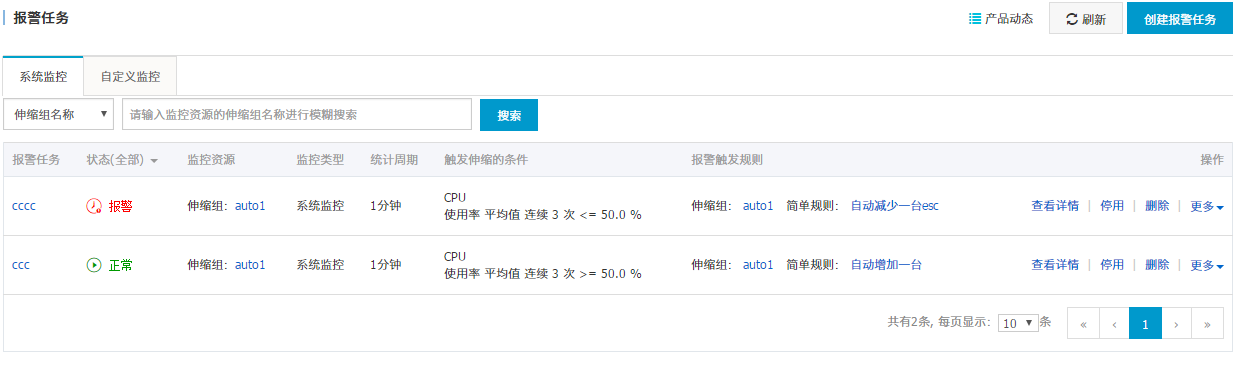 报警任务
产品动态 刷新 创建报警任务
系统监控 自定义监控
伸缩组名称 请输入监控资源的伸缩组名称进行模糊搜索 搜索
报警任务 状态(全部) 监控资源 监控类型 统计周期 触发伸缩的条件 报警触发规则 操作
cccc 报警 伸缩组: auto1 系统监控 1分钟 CPU
使用率 平均值 连续 3 次 <= 50.0 % 伸缩组: auto1 简单规则: 自动减少一台esc 查看详情 | 停用 | 删除 | 更多
ccc 正常 伸缩组: auto1 系统监控 1分钟 CPU
使用率 平均值 连续 3 次 >= 50.0 % 伸缩组: auto1 简单规则: 自动增加一台 查看详情 | 停用 | 删除 | 更多
共有2条, 每页显示: 10 条 « ‹ 1 › »